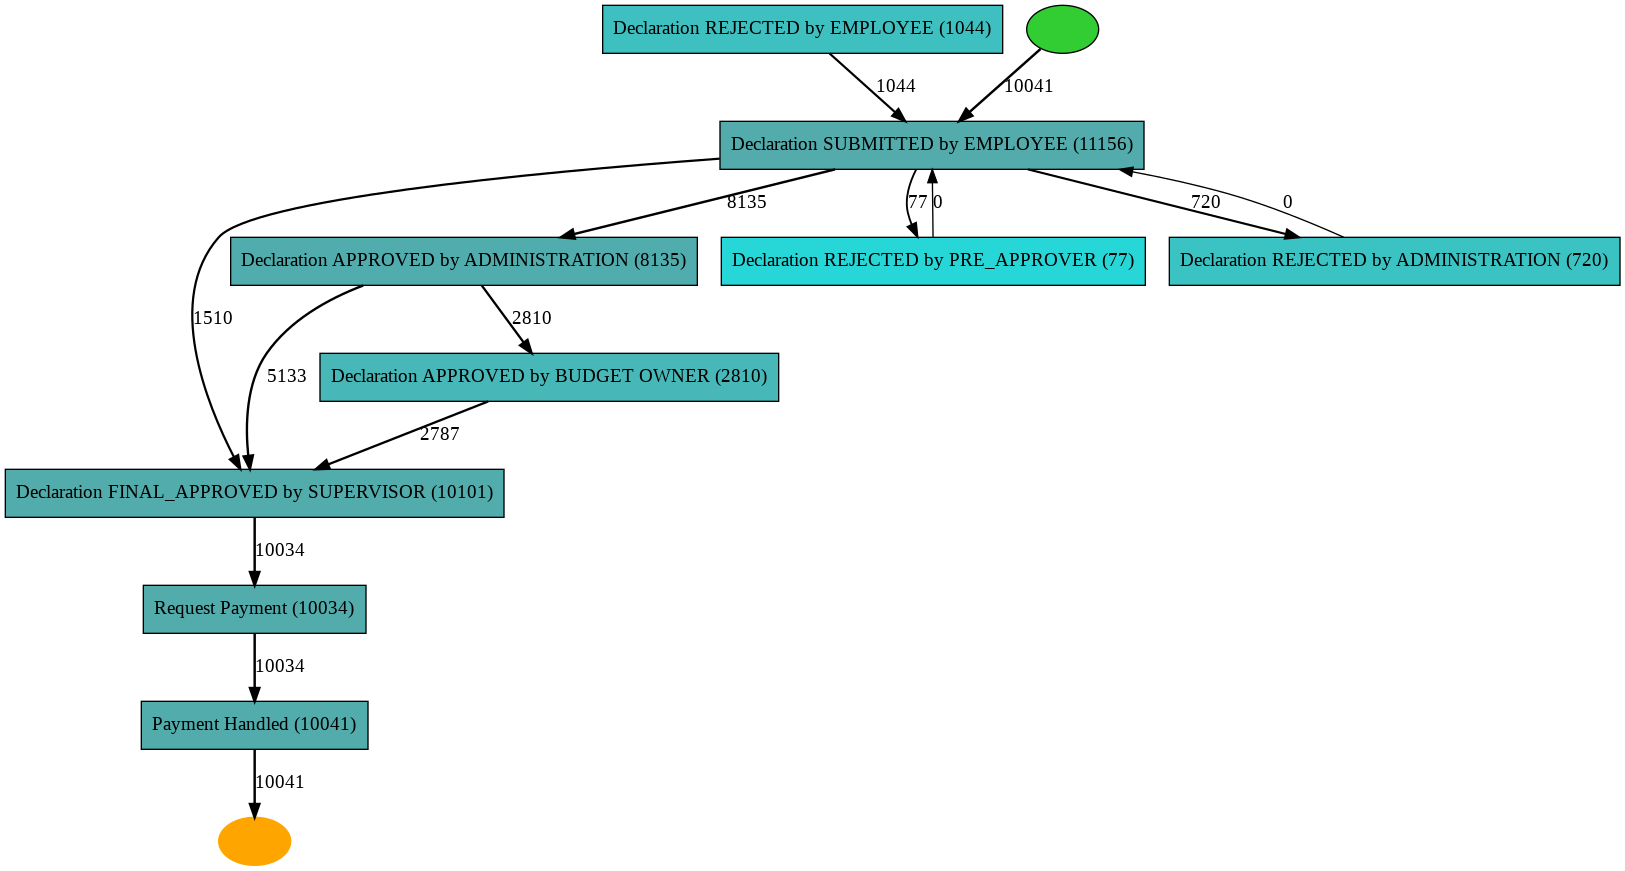 Declaration REJECTED by EMPLOYEE (1044)
1044
10041
Declaration SUBMITTED by EMPLOYEE (11156)
8135
77
0
720
0
Declaration APPROVED by ADMINISTRATION (8135)
Declaration REJECTED by PRE_APPROVER (77)
Declaration REJECTED by ADMINISTRATION (720)
1510
2810
5133
Declaration APPROVED by BUDGET OWNER (2810)
2787
Declaration FINAL_APPROVED by SUPERVISOR (10101)
10034
Request Payment (10034)
10034
Payment Handled (10041)
10041